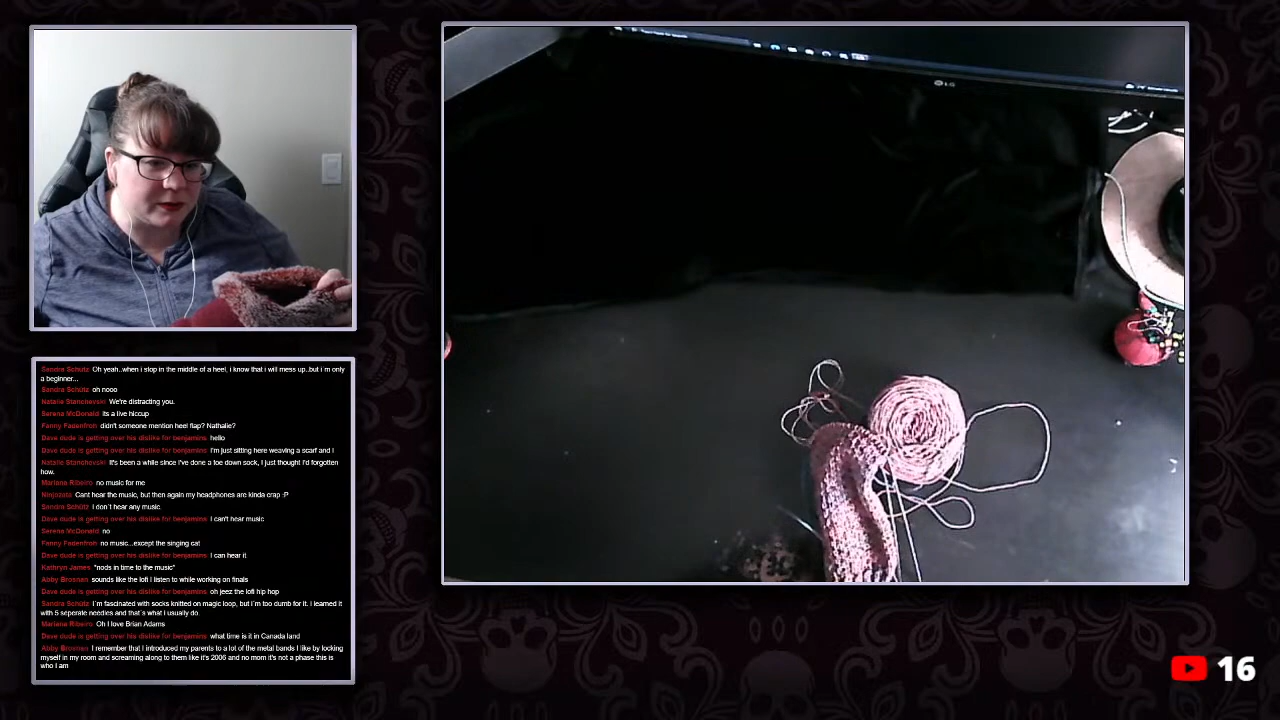 Sandra Schütz Oh yeah..when i stop in the middle of a heel, i know that i will mess up..but i´m only
a beginner...
Sandra Schütz oh nooo
Natalie Stanchevski We're distracting you.
Serena McDonald its a live hiccup
Fanny Fadenfroh didn't someone mention heel flap? Nathalie?
Dave dude is getting over his dislike for benjamins hello
Dave dude is getting over his dislike for benjamins I'm just sitting here weaving a scarf and I
Natalie Stanchevski It's been a while since I've done a toe down sock, I just thought I'd forgotten
how.
Mariana Ribeiro no music for me
Ninjazata Cant hear the music, but then again my headphones are kinda crap :P
Sandra Schütz I don´t hear any music.
Dave dude is getting over his dislike for benjamins I can't hear music
Serena McDonald no
Fanny Fadenfroh no music...except the singing cat
Dave dude is getting over his dislike for benjamins I can hear it
Kathryn James *nods in time to the music*
Abby Brosnan sounds like the lofi I listen to while working on finals
Dave dude is getting over his dislike for benjamins oh jeez the lofi hip hop
Sandra Schütz I´m fascinated with socks knitted on magic loop, but i´m too dumb for it. i learned it
with 5 seperate needles and that´s what i usually do.
Mariana Ribeiro Oh I love Brian Adams
Dave dude is getting over his dislike for benjamins what time is it in Canada land
Abby Brosnan I remember that I introduced my parents to a lot of the metal bands I like by locking
myself in my room and screaming along to them like it's 2006 and no mom it's not a phase this is
who I am
LG
16